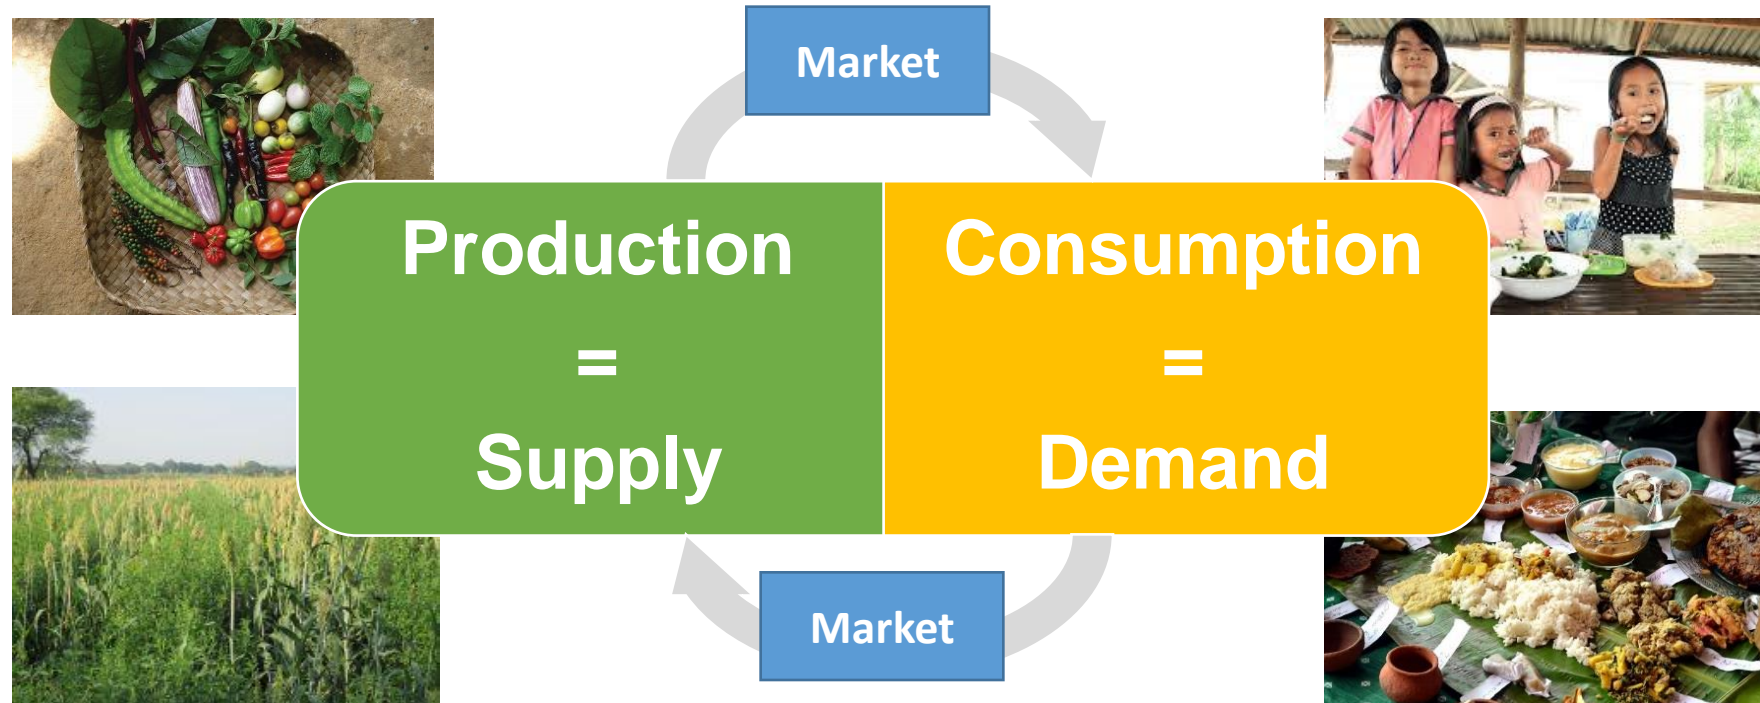 Market
Production
=
Supply
Consumption
=
Demand
Market